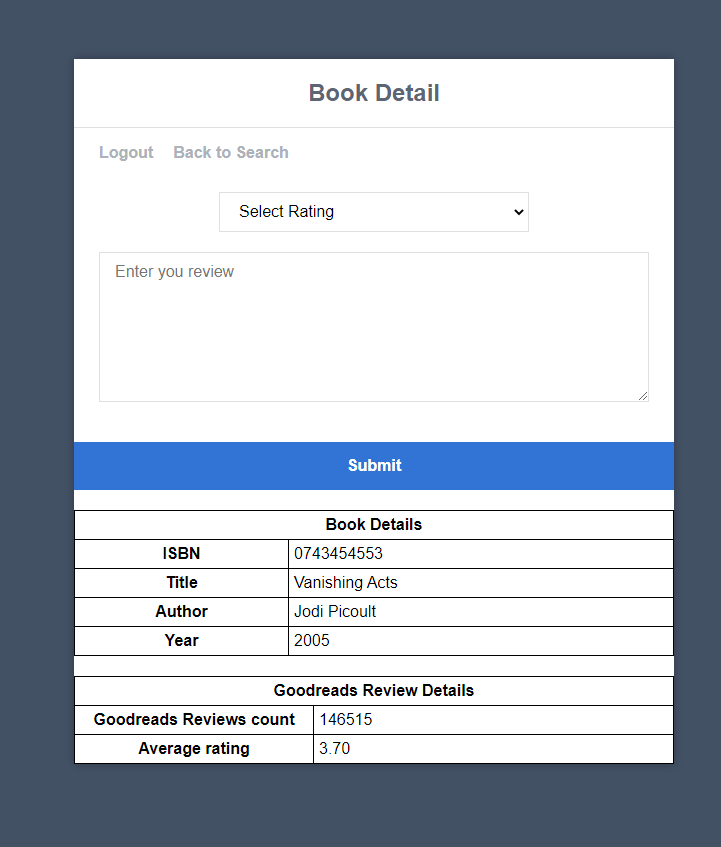 Book Detail
Logout Back to Search
Select Rating
Enter you review
Submit
Book Details
ISBN 0743454553
Title Vanishing Acts
Author Jodi Picoult
Year 2005
Goodreads Review Details
Goodreads Reviews count 146515
Average rating 3.70